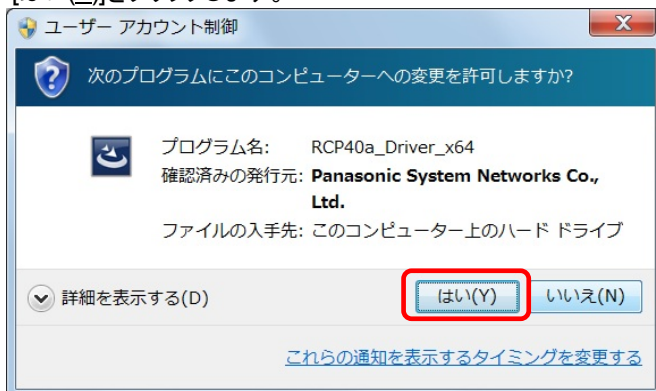 ユーザー アカウント制御
次のプログラムにこのコンピューターへの変更を許可しますか?
プログラム名: RCP40a_Driver_x64
確認済みの発行元: Panasonic System Networks Co.,
Ltd.
ファイルの入手先: このコンピューター上のハード ドライブ
詳細を表示する(D) はい(Y) いいえ(N)
これらの通知を表示するタイミングを変更する